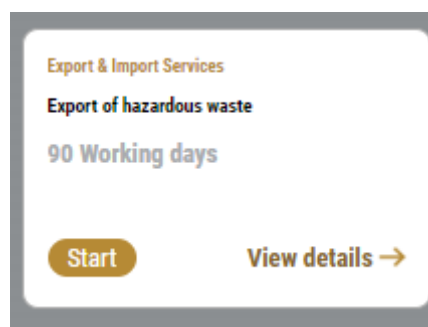 Export & Import Services
Export of hazardous waste
90 Working days
Start
View details →